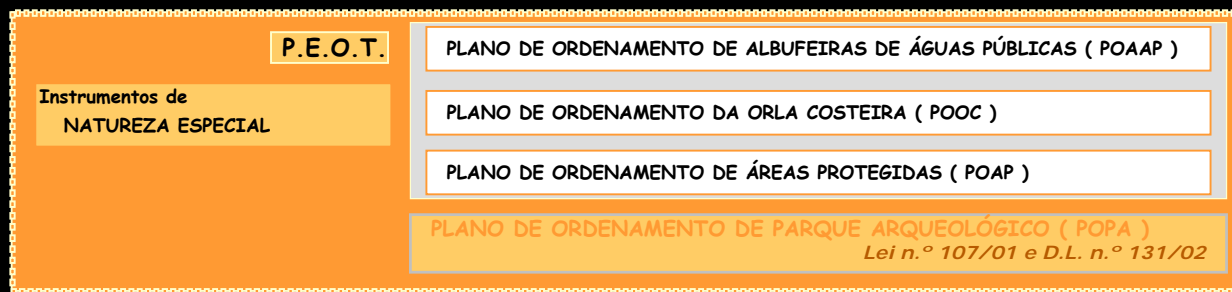 P.E.O.T.
Instrumentos de
NATUREZA ESPECIAL
PLANO DE ORDENAMENTO DE ALBUFEIRAS DE ÁGUAS PÚBLICAS ( POAAP )
PLANO DE ORDENAMENTO DA ORLA COSTEIRA ( POOC )
PLANO DE ORDENAMENTO DE ÁREAS PROTEGIDAS ( POAP )
PLANO DE ORDENAMENTO DE PARQUE ARQUEOLÓGICO ( POPA )
Lei n.º 107/01 e D.L. n.º 131/02